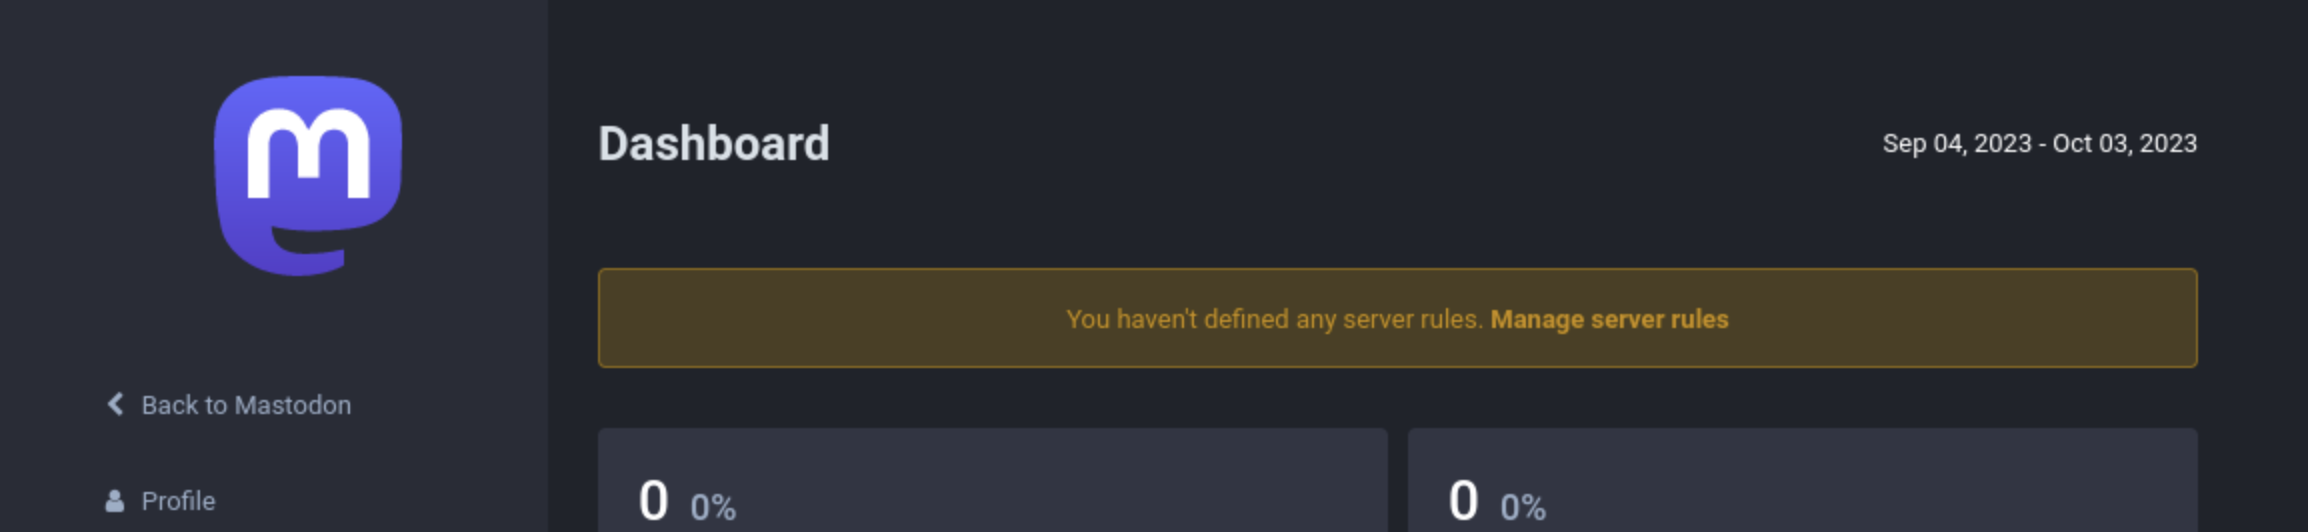 Dashboard
Sep 04, 2023 - Oct 03, 2023
You haven't defined any server rules. Manage server rules
Back to Mastodon
Profile
0 0%
0 0%